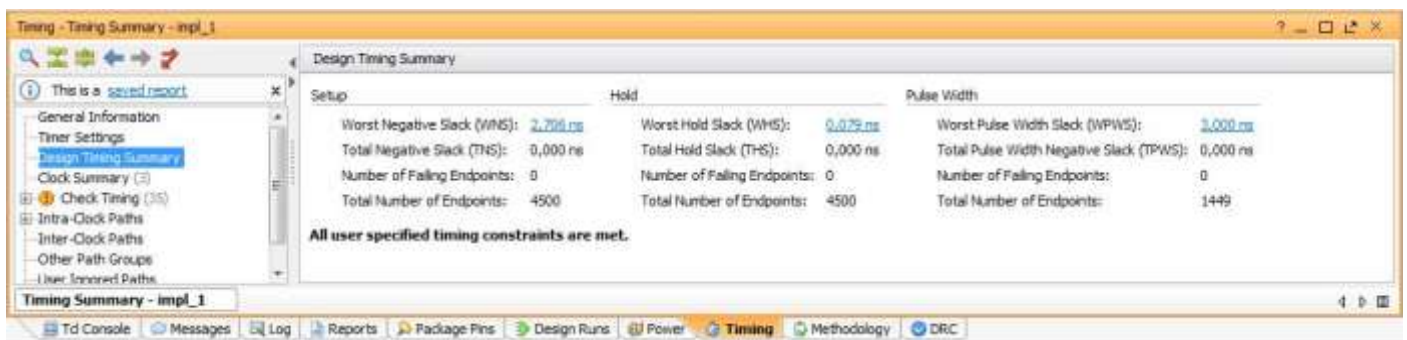 Timing - Timing Summary - impl_1
Design Timing Summary
This is a saved report
General Information
Timer Settings
Design Timing Summary
Clock Summary (3)
Check Timing (35)
Intra-Clock Paths
Inter-Clock Paths
Other Path Groups
User Ignored Paths
Setup
Worst Negative Slack (WNS): 2,706 ns
Total Negative Slack (TNS): 0,000 ns
Number of Failing Endpoints: 0
Total Number of Endpoints: 4500
Hold
Worst Hold Slack (WHS): 0,079 ns
Total Hold Slack (THS): 0,000 ns
Number of Failing Endpoints: 0
Total Number of Endpoints: 4500
Pulse Width
Worst Pulse Width Slack (WPWS): 3,000 ns
Total Pulse Width Negative Slack (TPWS): 0,000 ns
Number of Failing Endpoints: 0
Total Number of Endpoints: 1449
All user specified timing constraints are met.
Timing Summary - impl_1
Tcl Console
Messages
Log
Reports
Package Pins
Design Runs
Power
Timing
Methodology
DRC